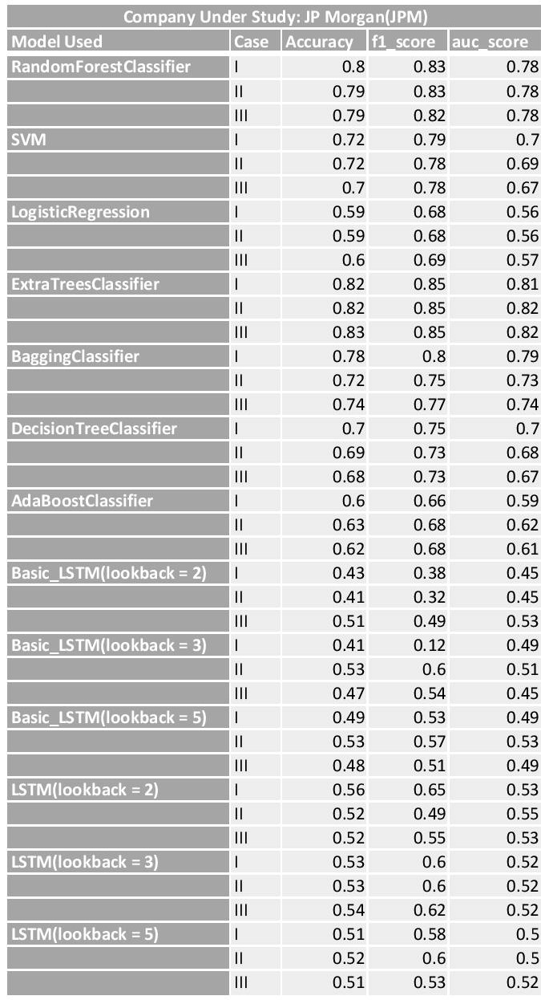 Company Under Study: JP Morgan(JPM)
Model Used Case Accuracy f1_score auc_score
RandomForestClassifier I 0.8 0.83 0.78
II 0.79 0.83 0.78
III 0.79 0.82 0.78
SVM I 0.72 0.79 0.7
II 0.72 0.78 0.69
III 0.7 0.78 0.67
LogisticRegression I 0.59 0.68 0.56
II 0.59 0.68 0.56
III 0.6 0.69 0.57
ExtraTreesClassifier I 0.82 0.85 0.81
II 0.82 0.85 0.82
III 0.83 0.85 0.82
BaggingClassifier I 0.78 0.8 0.79
II 0.72 0.75 0.73
III 0.74 0.77 0.74
DecisionTreeClassifier I 0.7 0.75 0.7
II 0.69 0.73 0.68
III 0.68 0.73 0.67
AdaBoostClassifier I 0.6 0.66 0.59
II 0.63 0.68 0.62
III 0.62 0.68 0.61
Basic_LSTM(lookback = 2) I 0.43 0.38 0.45
II 0.41 0.32 0.45
III 0.51 0.49 0.53
Basic_LSTM(lookback = 3) I 0.41 0.12 0.49
II 0.53 0.6 0.51
III 0.47 0.54 0.45
Basic_LSTM(lookback = 5) I 0.49 0.53 0.49
II 0.53 0.57 0.53
III 0.48 0.51 0.49
LSTM(lookback = 2) I 0.56 0.65 0.53
II 0.52 0.49 0.55
III 0.52 0.55 0.53
LSTM(lookback = 3) I 0.53 0.6 0.52
II 0.53 0.6 0.52
III 0.54 0.62 0.52
LSTM(lookback = 5) I 0.51 0.58 0.5
II 0.52 0.6 0.5
III 0.51 0.53 0.52